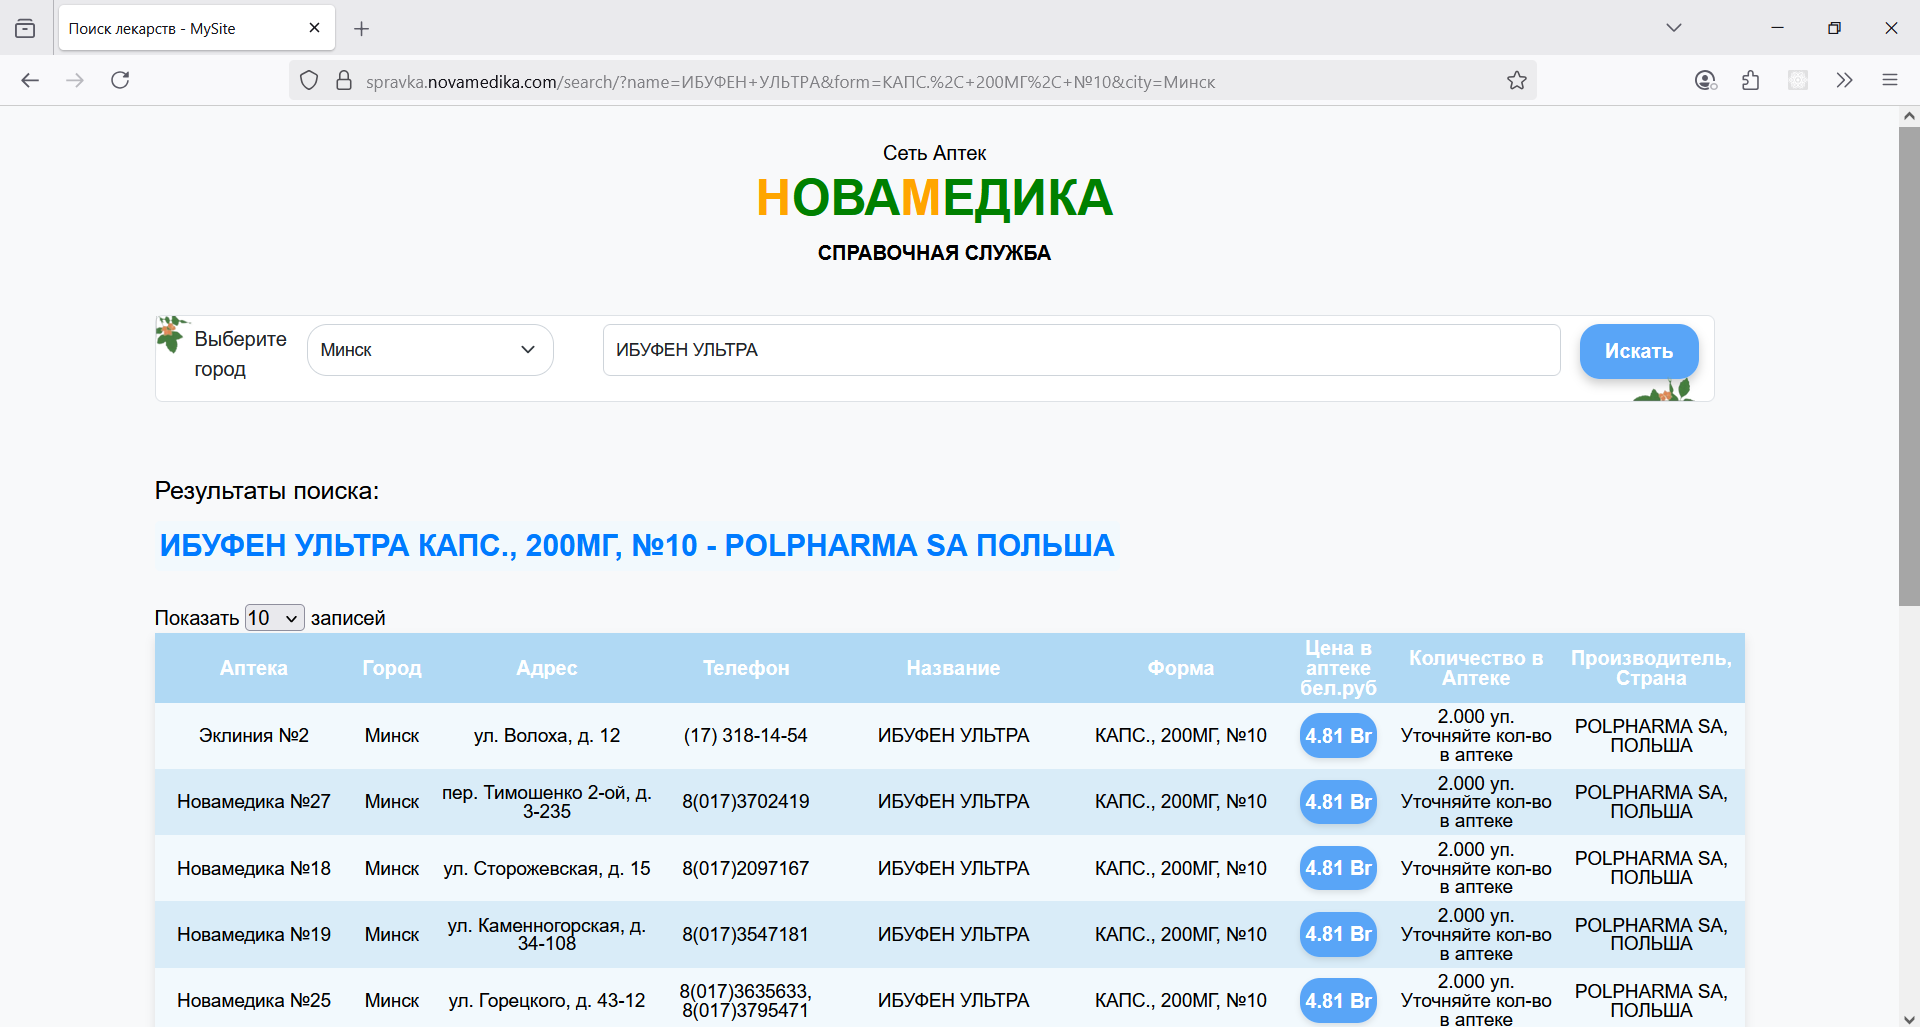 Поиск лекарств - MySite
spravka.novamedika.com/search/?name=ИБУФЕН+УЛЬТРА&form=КАПС.%2C+200МГ%2C+№10&city=Минск
Сеть Аптек
НОВАМЕДИКА
СПРАВОЧНАЯ СЛУЖБА
Выберите
город
Минск
ИБУФЕН УЛЬТРА
Искать
Результаты поиска:
ИБУФЕН УЛЬТРА КАПС., 200МГ, №10 - POLPHARMA SA ПОЛЬША
Показать 10 записей
Аптека Город Адрес Телефон Название Форма Цена в аптеке бел.руб Количество в Аптеке Производитель, Страна
Эклиния №2 Минск ул. Волоха, д. 12 (17) 318-14-54 ИБУФЕН УЛЬТРА КАПС., 200МГ, №10 4.81 Br 2.000 уп. Уточняйте кол-во в аптеке POLPHARMA SA, ПОЛЬША
Новамедика №27 Минск пер. Тимошенко 2-ой, д. 3-235 8(017)3702419 ИБУФЕН УЛЬТРА КАПС., 200МГ, №10 4.81 Br 2.000 уп. Уточняйте кол-во в аптеке POLPHARMA SA, ПОЛЬША
Новамедика №18 Минск ул. Сторожевская, д. 15 8(017)2097167 ИБУФЕН УЛЬТРА КАПС., 200МГ, №10 4.81 Br 2.000 уп. Уточняйте кол-во в аптеке POLPHARMA SA, ПОЛЬША
Новамедика №19 Минск ул. Каменногорская, д. 34-108 8(017)3547181 ИБУФЕН УЛЬТРА КАПС., 200МГ, №10 4.81 Br 2.000 уп. Уточняйте кол-во в аптеке POLPHARMA SA, ПОЛЬША
Новамедика №25 Минск ул. Горецкого, д. 43-12 8(017)3635633, 8(017)3795471 ИБУФЕН УЛЬТРА КАПС., 200МГ, №10 4.81 Br 2.000 уп. Уточняйте кол-во в аптеке POLPHARMA SA, ПОЛЬША